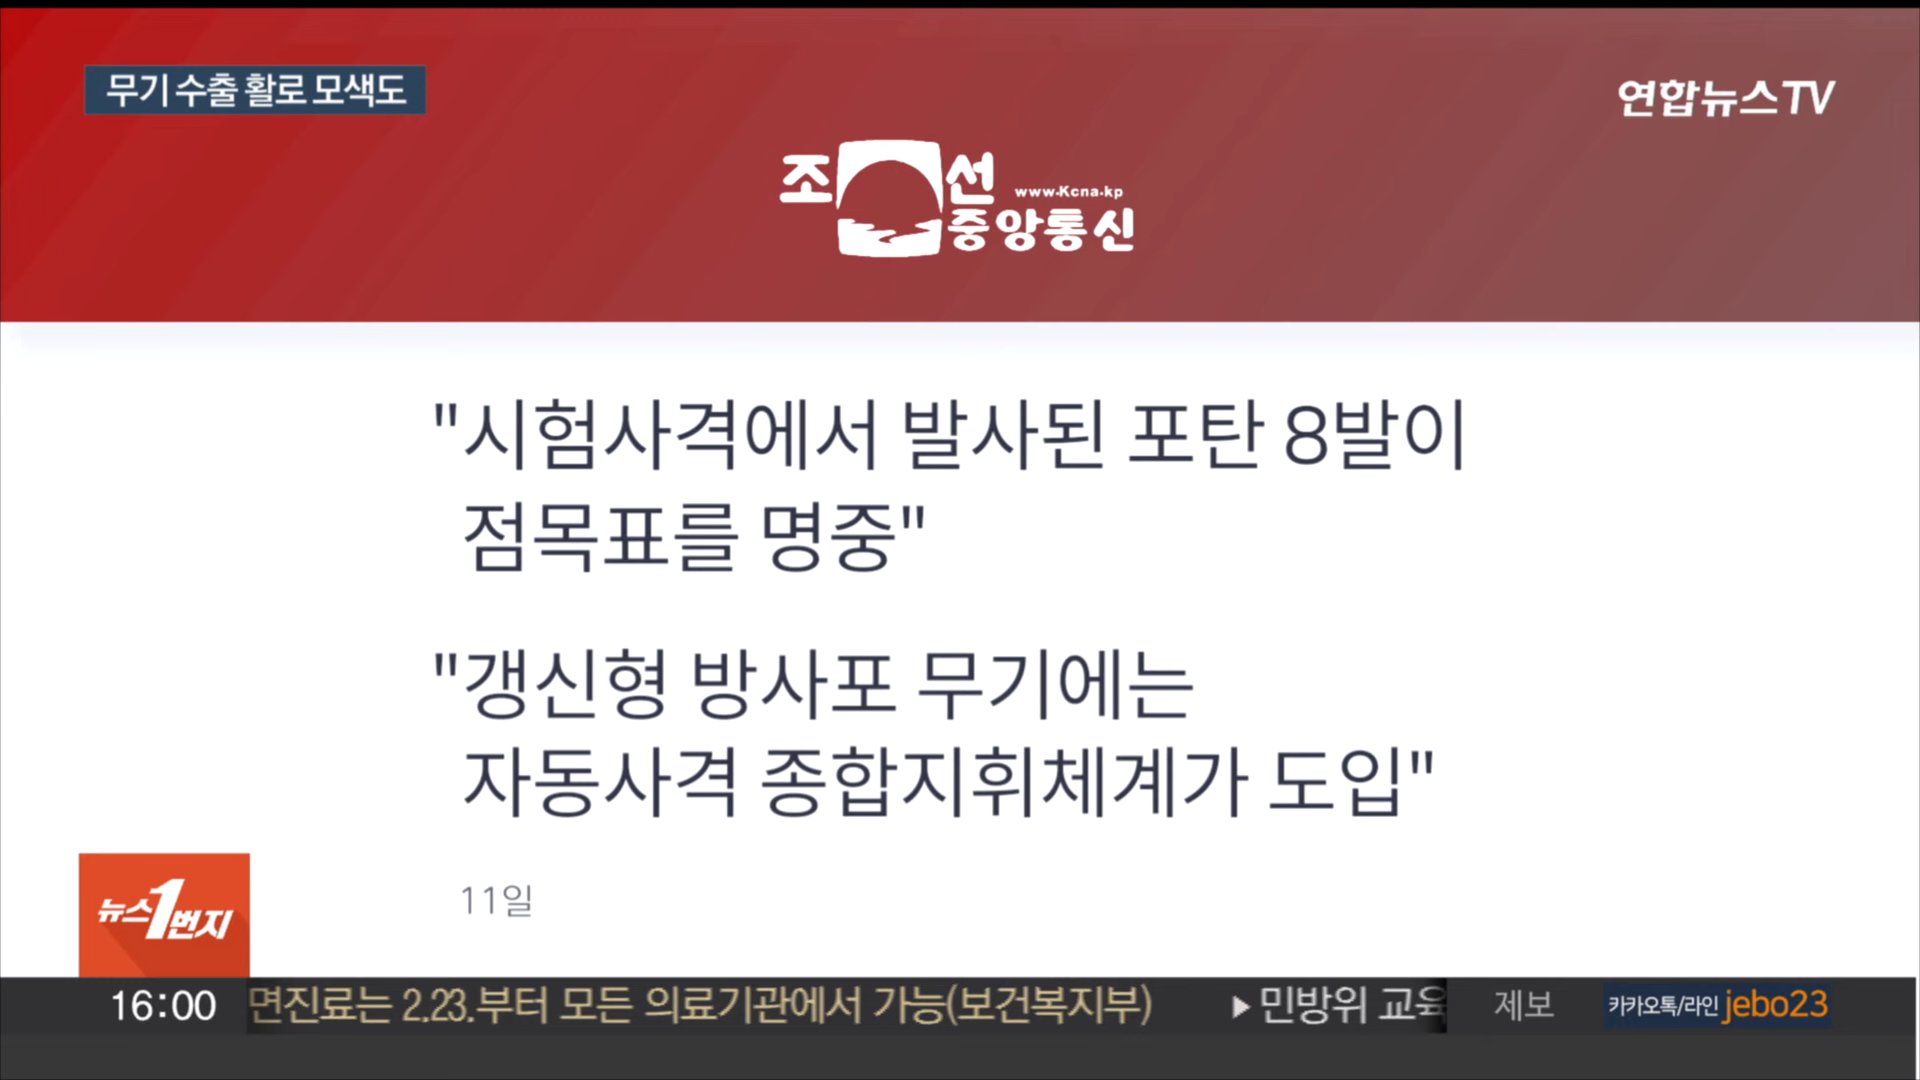 무기 수출 활로 모색도
연합뉴스TV
조선
www.Kcna.kp
중앙통신
"시험사격에서 발사된 포탄 8발이
점목표를 명중"
"갱신형 방사포 무기에는
자동사격 종합지휘체계가 도입"
11일
뉴스1번지
16:00 면진료는 2.23.부터 모든 의료기관에서 가능(보건복지부) ▶민방위 교육 제보 카카오톡/라인 jebo23